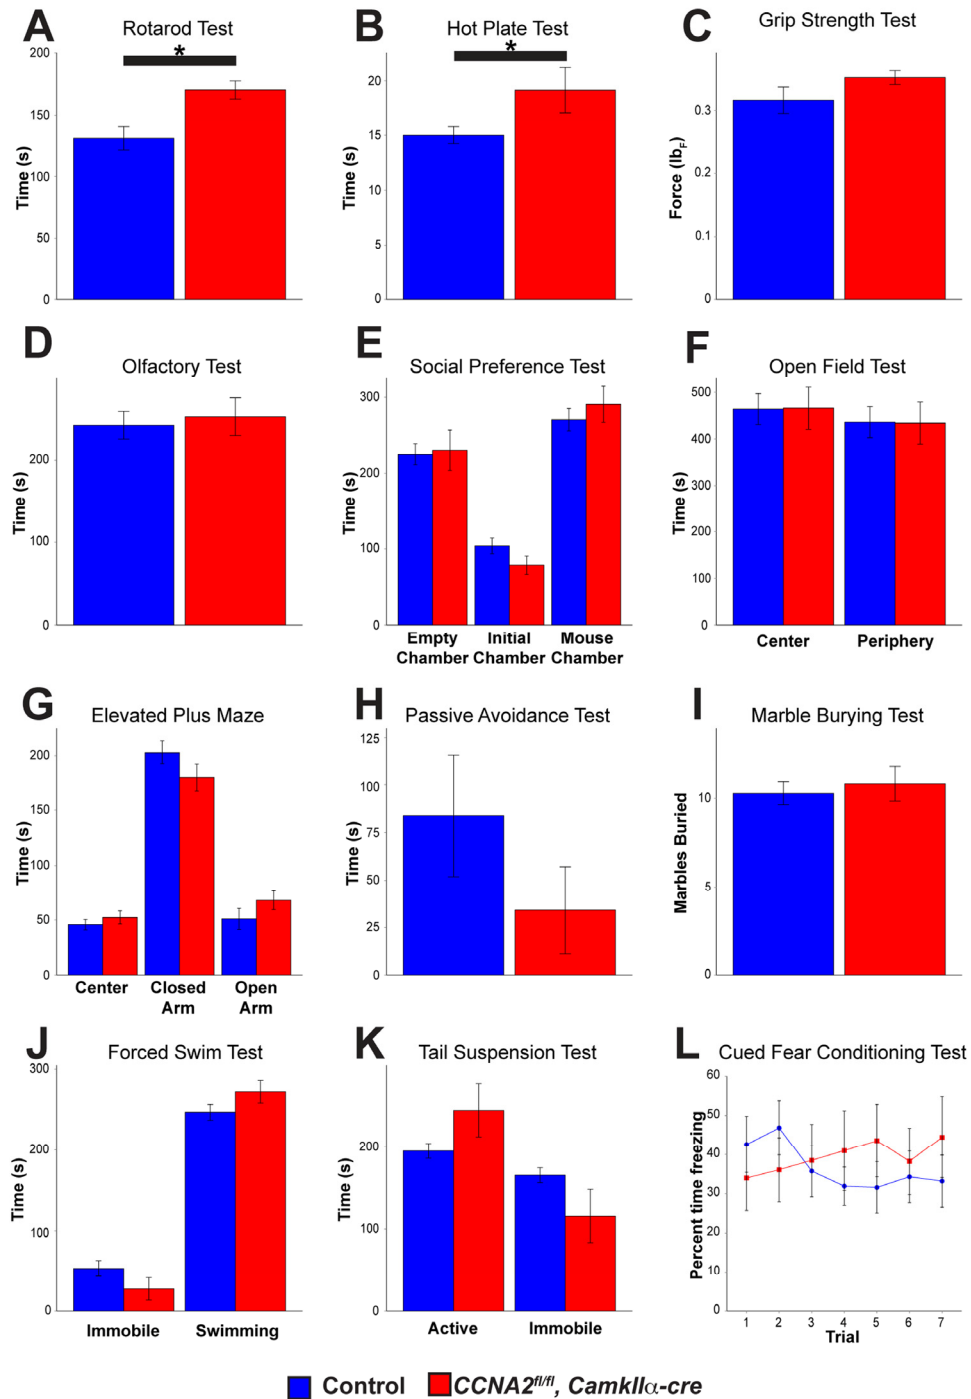 A
Rotarod Test
*
Time (s)
200
150
100
50
0
B
Hot Plate Test
*
Time (s)
20
15
10
5
0
C
Grip Strength Test
Force (lb_F)
0.3
0.2
0.1
0
D
Olfactory Test
Time (s)
200
100
0
E
Social Preference Test
Time (s)
300
200
100
0
Empty Initial Mouse
Chamber Chamber Chamber
F
Open Field Test
Time (s)
500
400
300
200
100
0
Center Periphery
G
Elevated Plus Maze
Time (s)
200
150
100
50
0
Center Closed Open
Arm Arm
H
Passive Avoidance Test
Time (s)
125
100
75
50
25
0
I
Marble Burying Test
Marbles Buried
10
5
0
J
Forced Swim Test
Time (s)
300
200
100
0
Immobile Swimming
K
Tail Suspension Test
Time (s)
200
100
0
Active Immobile
L
Cued Fear Conditioning Test
Percent time freezing
60
50
40
30
20
10
0
1 2 3 4 5 6 7
Trial
Control CCNA2^fl/fl, CamkIIα-cre